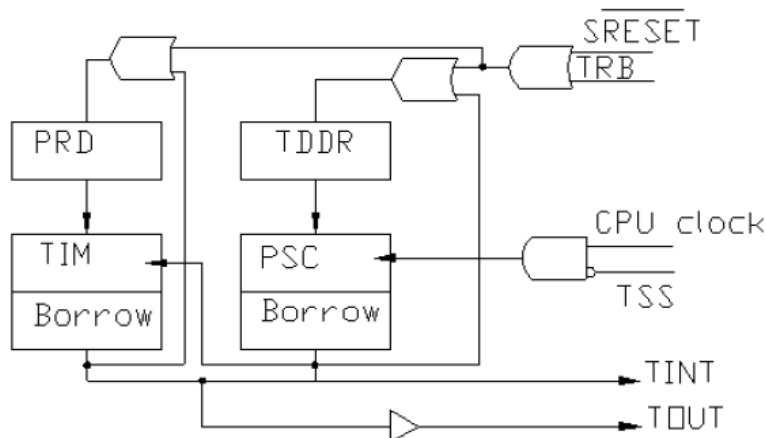 SRESET
TRB
PRD
TDDR
CPU clock
TIM
PSC
TSS
Borrow
Borrow
TINT
TOUT